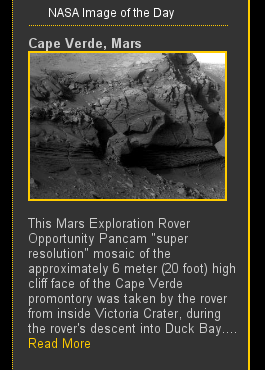 NASA Image of the Day
Cape Verde, Mars
This Mars Exploration Rover
Opportunity Pancam "super
resolution" mosaic of the
approximately 6 meter (20 foot) high
cliff face of the Cape Verde
promontory was taken by the rover
from inside Victoria Crater, during
the rover's descent into Duck Bay....
Read More